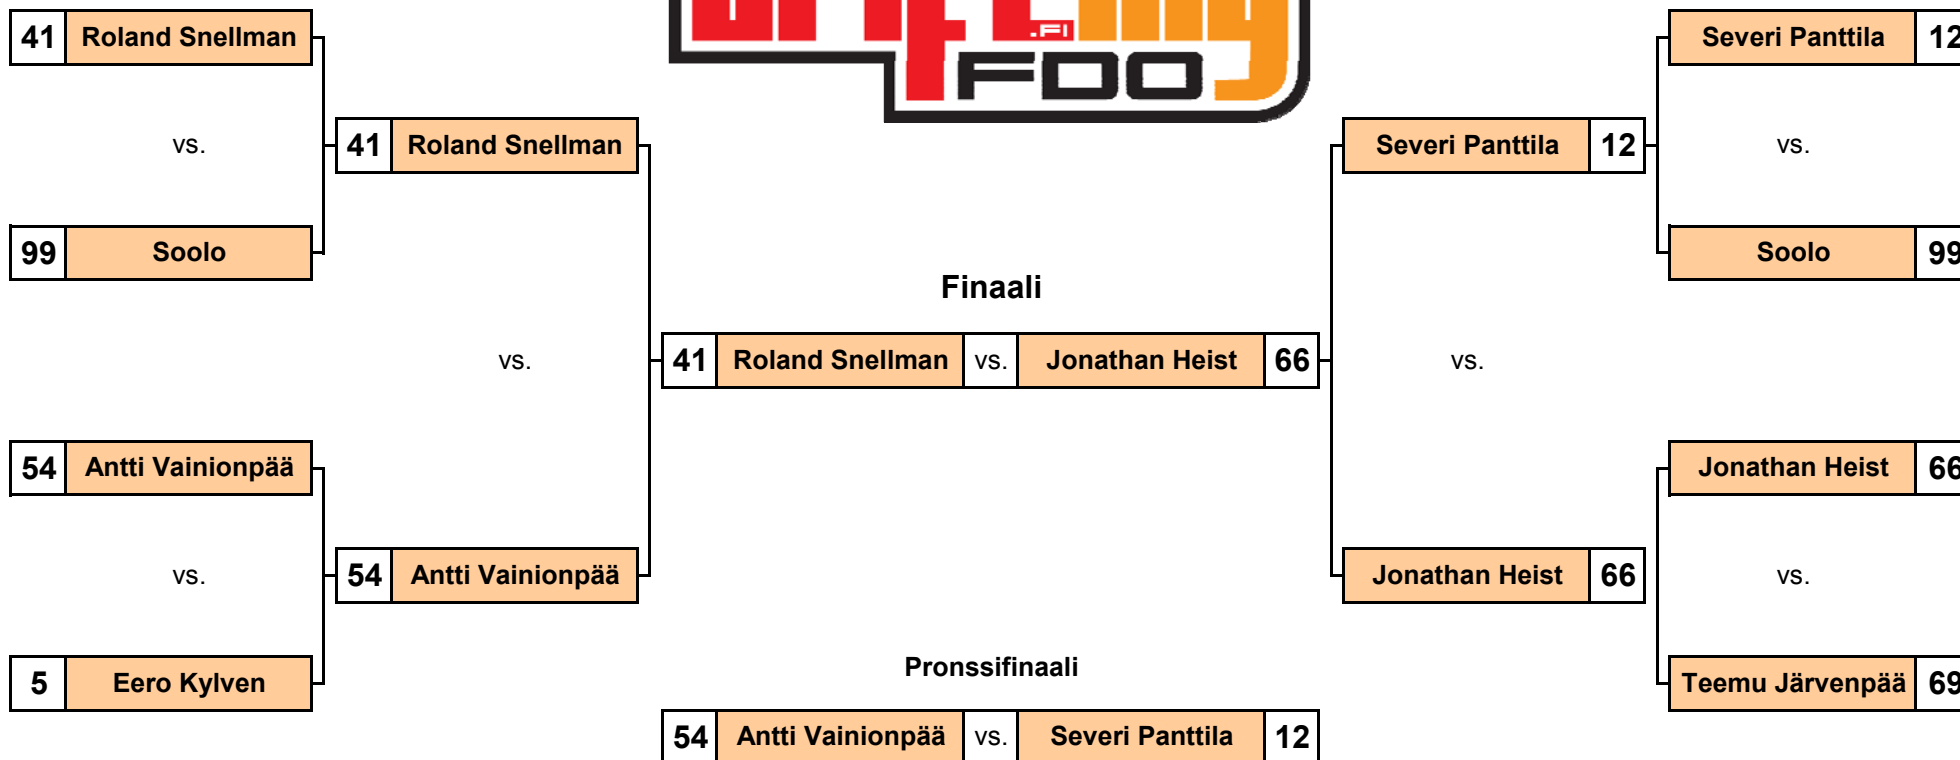 .FI
FDO
41 Roland Snellman
vs.
99 Soolo
41 Roland Snellman
vs.
54 Antti Vainionpää
vs.
5 Eero Kylven
54 Antti Vainionpää
Finaali
41 Roland Snellman vs. Jonathan Heist 66
Pronssifinaali
54 Antti Vainionpää vs. Severi Panttila 12
Severi Panttila 12
vs.
Jonathan Heist 66
Severi Panttila 12
vs.
Soolo 99
Jonathan Heist 66
vs.
Teemu Järvenpää 69